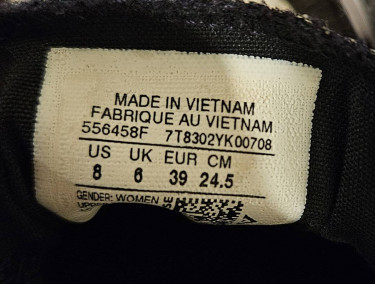 MADE IN VIETNAM
FABRIQUE AU VIETNAM
556458F 7T8302YK00708
US UK EUR CM
8 6 39 24.5
GENDER: WOMEN